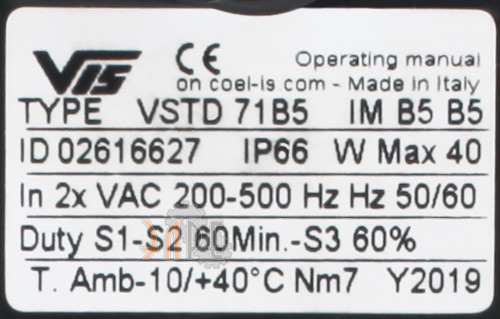 VIS CE Operating manual
on coel-is.com - Made in Italy
TYPE VSTD 71B5 IM B5 B5
ID 02616627 IP66 W Max 40
In 2x VAC 200-500 Hz Hz 50/60
Duty S1-S2 60Min.-S3 60%
T. Amb-10/+40°C Nm7 Y2019